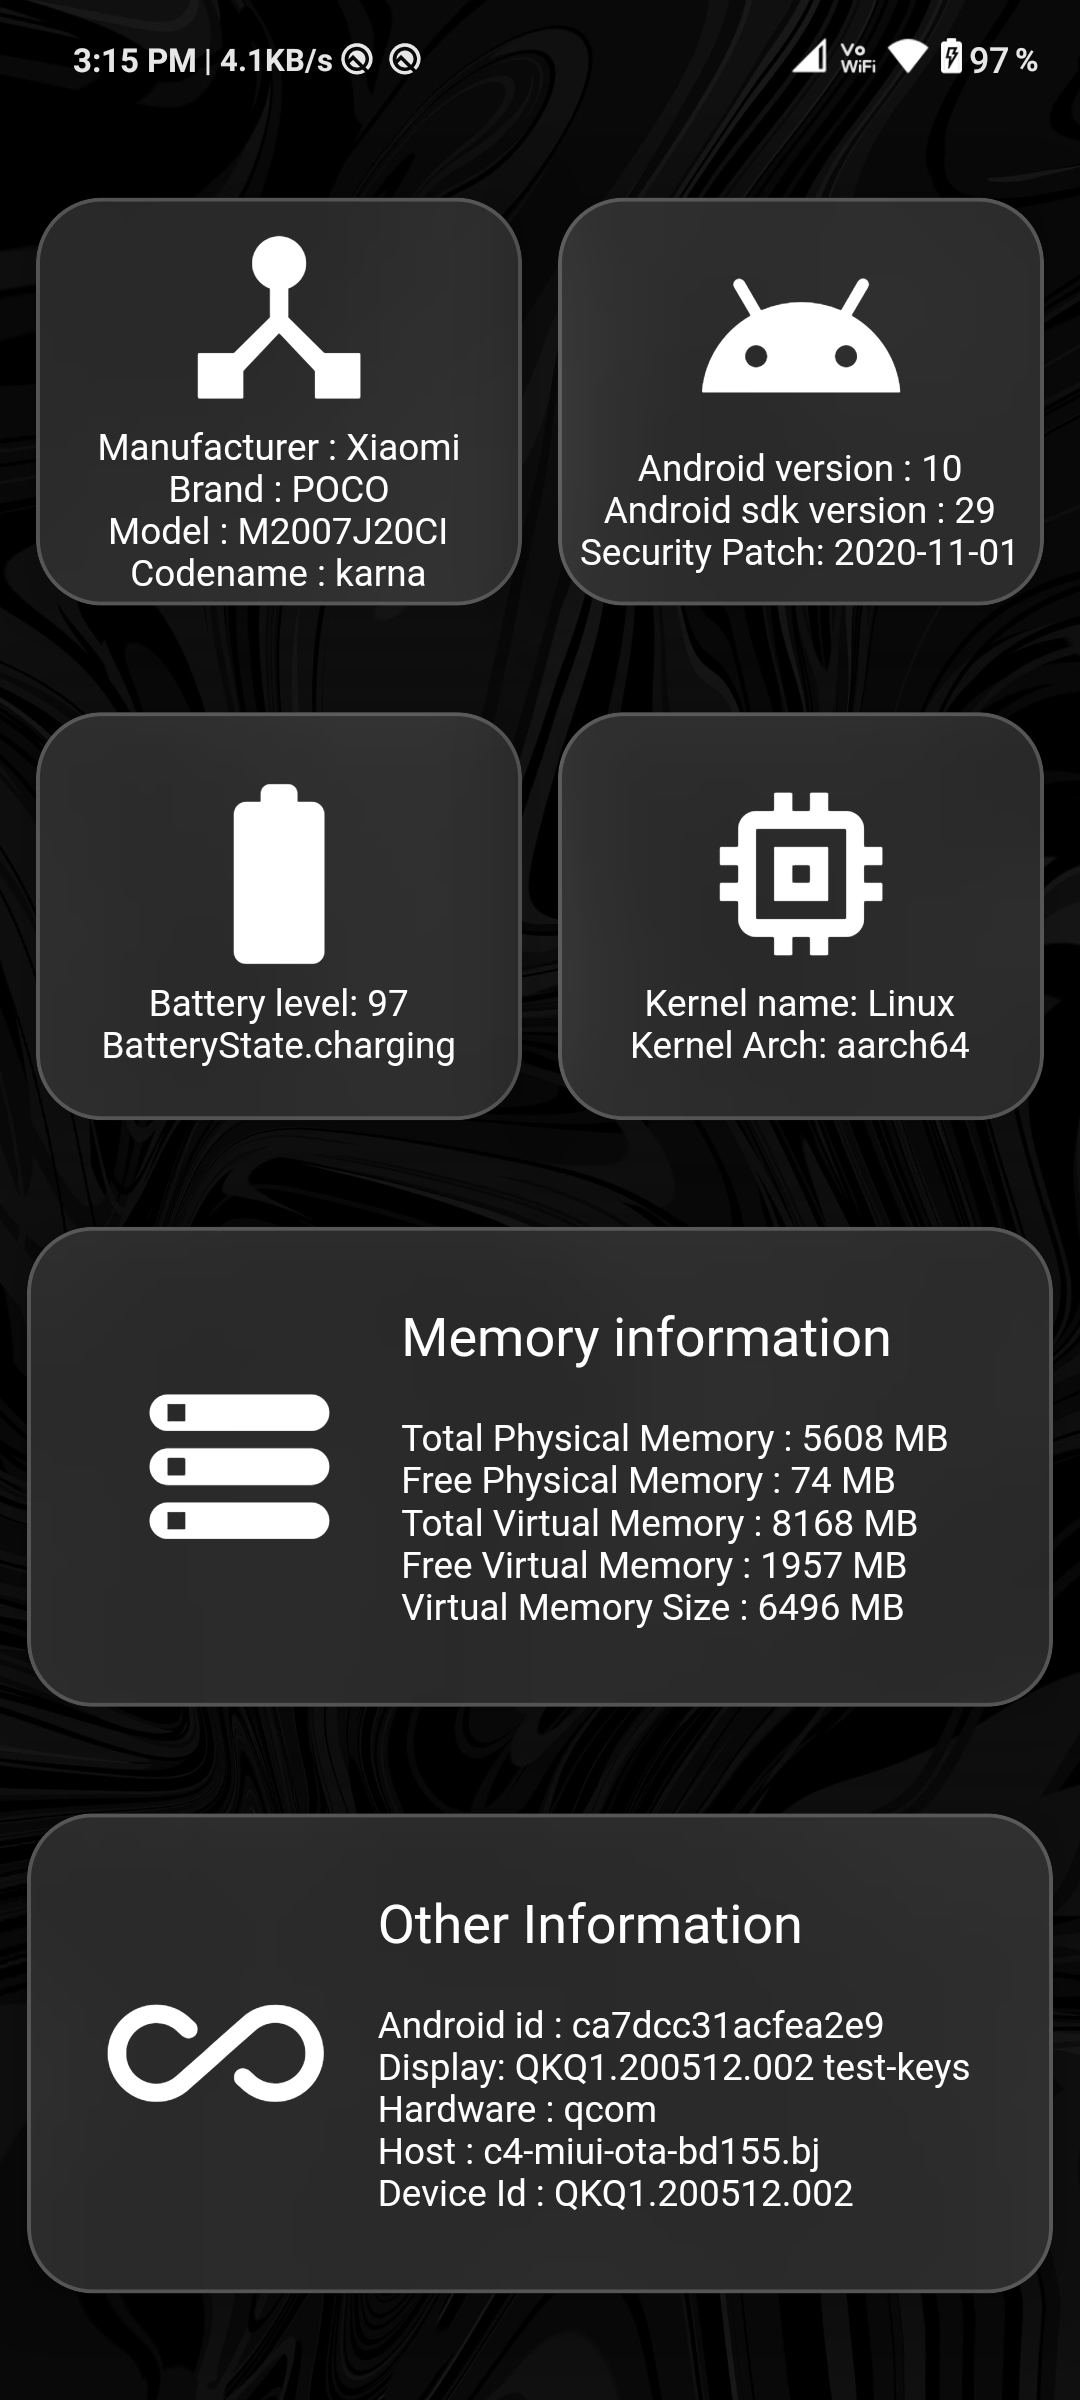 3:15 PM | 4.1KB/s Vo WiFi 97 %
Manufacturer : Xiaomi
Brand : POCO
Model : M2007J20CI
Codename : karna
Android version : 10
Android sdk version : 29
Security Patch: 2020-11-01
Battery level: 97
BatteryState.charging
Kernel name: Linux
Kernel Arch: aarch64
Memory information
Total Physical Memory : 5608 MB
Free Physical Memory : 74 MB
Total Virtual Memory : 8168 MB
Free Virtual Memory : 1957 MB
Virtual Memory Size : 6496 MB
Other Information
Android id : ca7dcc31acfea2e9
Display: QKQ1.200512.002 test-keys
Hardware : qcom
Host : c4-miui-ota-bd155.bj
Device Id : QKQ1.200512.002